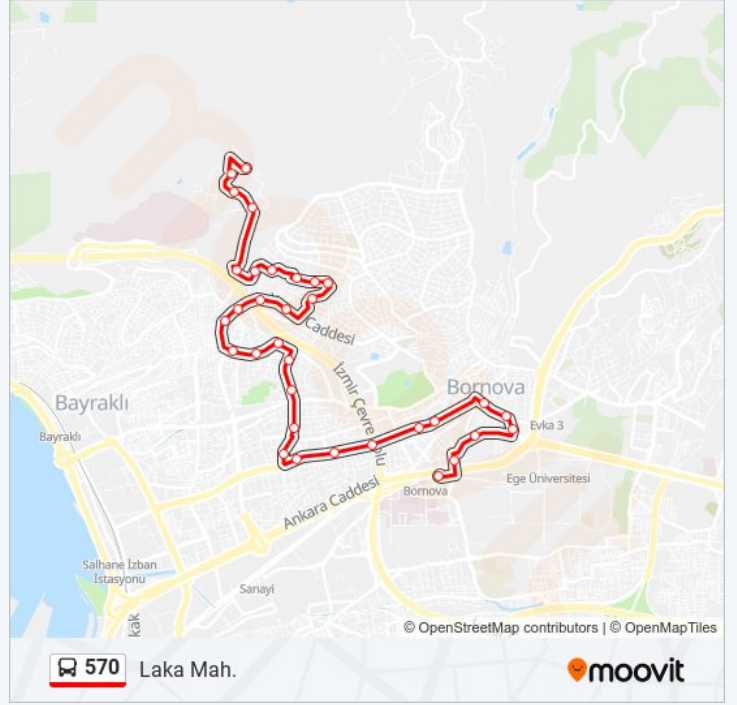 Caddesi
Bornova
İzmir Çevre Yolu
Bayraklı
Evka 3
Bayraklı
Ege Üniversitesi
Bornova
Ankara Caddesi
Salhane İzban
İstasyonu
Sanayi
kak
© OpenStreetMap contributors | © OpenMapTiles
570 Laka Mah.
moovit